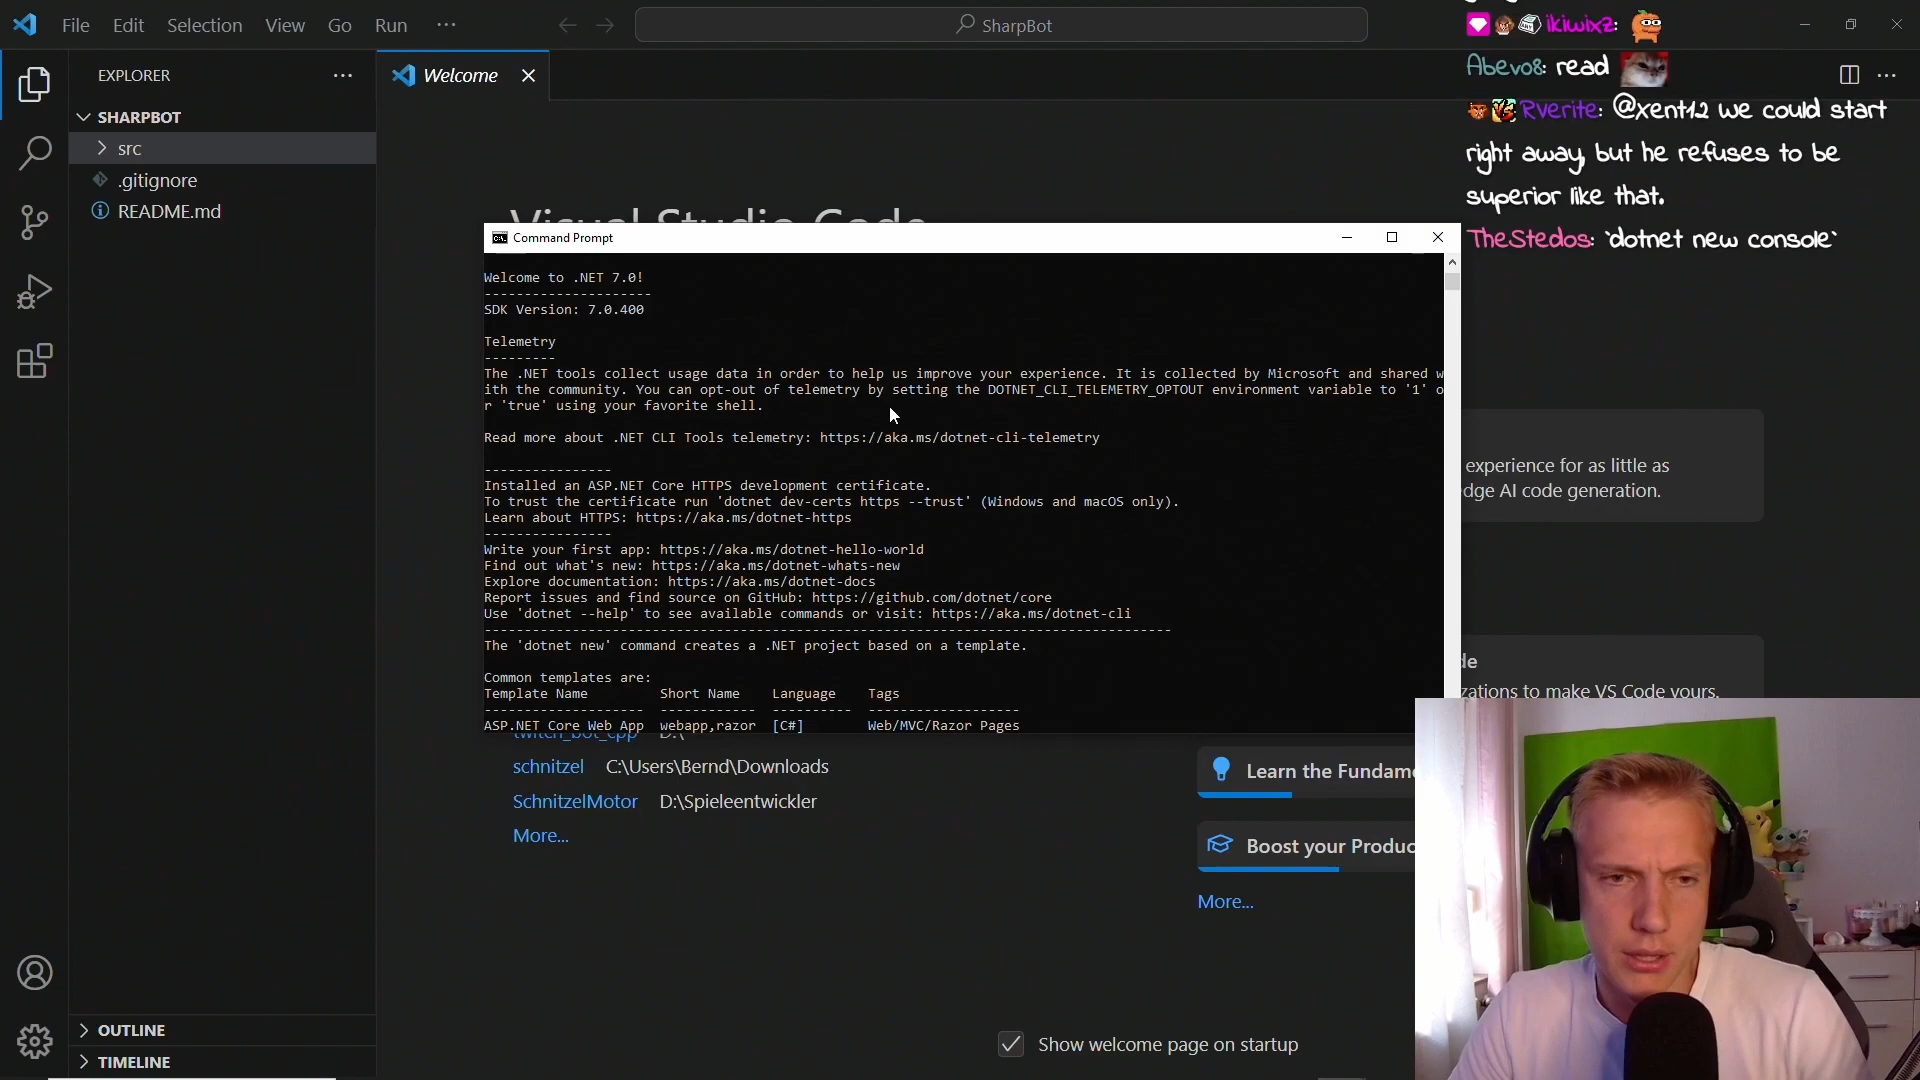 File Edit Selection View Go Run ···
SharpBot
EXPLORER ···
Welcome
SHARPBOT
src
.gitignore
README.md
Visual Studio Code
Command Prompt
Welcome to .NET 7.0!
---------------------
SDK Version: 7.0.400
Telemetry
---------
The .NET tools collect usage data in order to help us improve your experience. It is collected by Microsoft and shared w
ith the community. You can opt-out of telemetry by setting the DOTNET_CLI_TELEMETRY_OPTOUT environment variable to '1' o
r 'true' using your favorite shell.
Read more about .NET CLI Tools telemetry: https://aka.ms/dotnet-cli-telemetry
----------------
Installed an ASP.NET Core HTTPS development certificate.
To trust the certificate run 'dotnet dev-certs https --trust' (Windows and macOS only).
Learn about HTTPS: https://aka.ms/dotnet-https
----------------
Write your first app: https://aka.ms/dotnet-hello-world
Find out what's new: https://aka.ms/dotnet-whats-new
Explore documentation: https://aka.ms/dotnet-docs
Report issues and find source on GitHub: https://github.com/dotnet/core
Use 'dotnet --help' to see available commands or visit: https://aka.ms/dotnet-cli
--------------------------------------------------------------------------------------
The 'dotnet new' command creates a .NET project based on a template.
Common templates are:
Template Name Short Name Language Tags
-------------------- ------------ ---------- -------------------
ASP.NET Core Web App webapp,razor [C#] Web/MVC/Razor Pages
twitch_bot_cpp D:\
schnitzel C:\Users\Bernd\Downloads
SchnitzelMotor D:\Spieleentwickler
More...
experience for as little as
AI code generation.
to make VS Code yours.
Learn the Fundam
Boost your Produc
More...
Show welcome page on startup
OUTLINE
TIMELINE
ikiwixz:
Abevo8: read
Rverite: @xent12 we could start
right away, but he refuses to be
superior like that.
TheStedos: `dotnet new console`